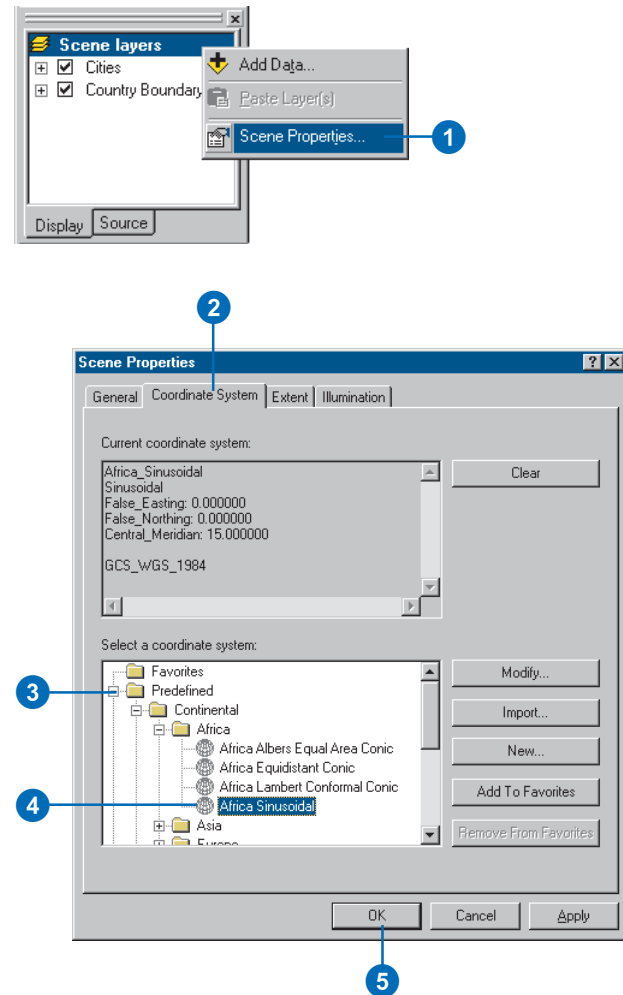 Scene layers
Cities
Country Boundary
Add Data...
Paste Layer(s)
Scene Properties...
1
Display
Source
2
Scene Properties
General
Coordinate System
Extent
Illumination
Current coordinate system:
Africa_Sinusoidal
Sinusoidal
False_Easting: 0.000000
False_Northing: 0.000000
Central_Meridian: 15.000000
GCS_WGS_1984
Clear
Select a coordinate system:
Favorites
Predefined
Continental
Africa
Africa Albers Equal Area Conic
Africa Equidistant Conic
Africa Lambert Conformal Conic
Africa Sinusoidal
Asia
Europe
3
4
Modify...
Import...
New...
Add To Favorites
Remove From Favorites
OK
Cancel
Apply
5